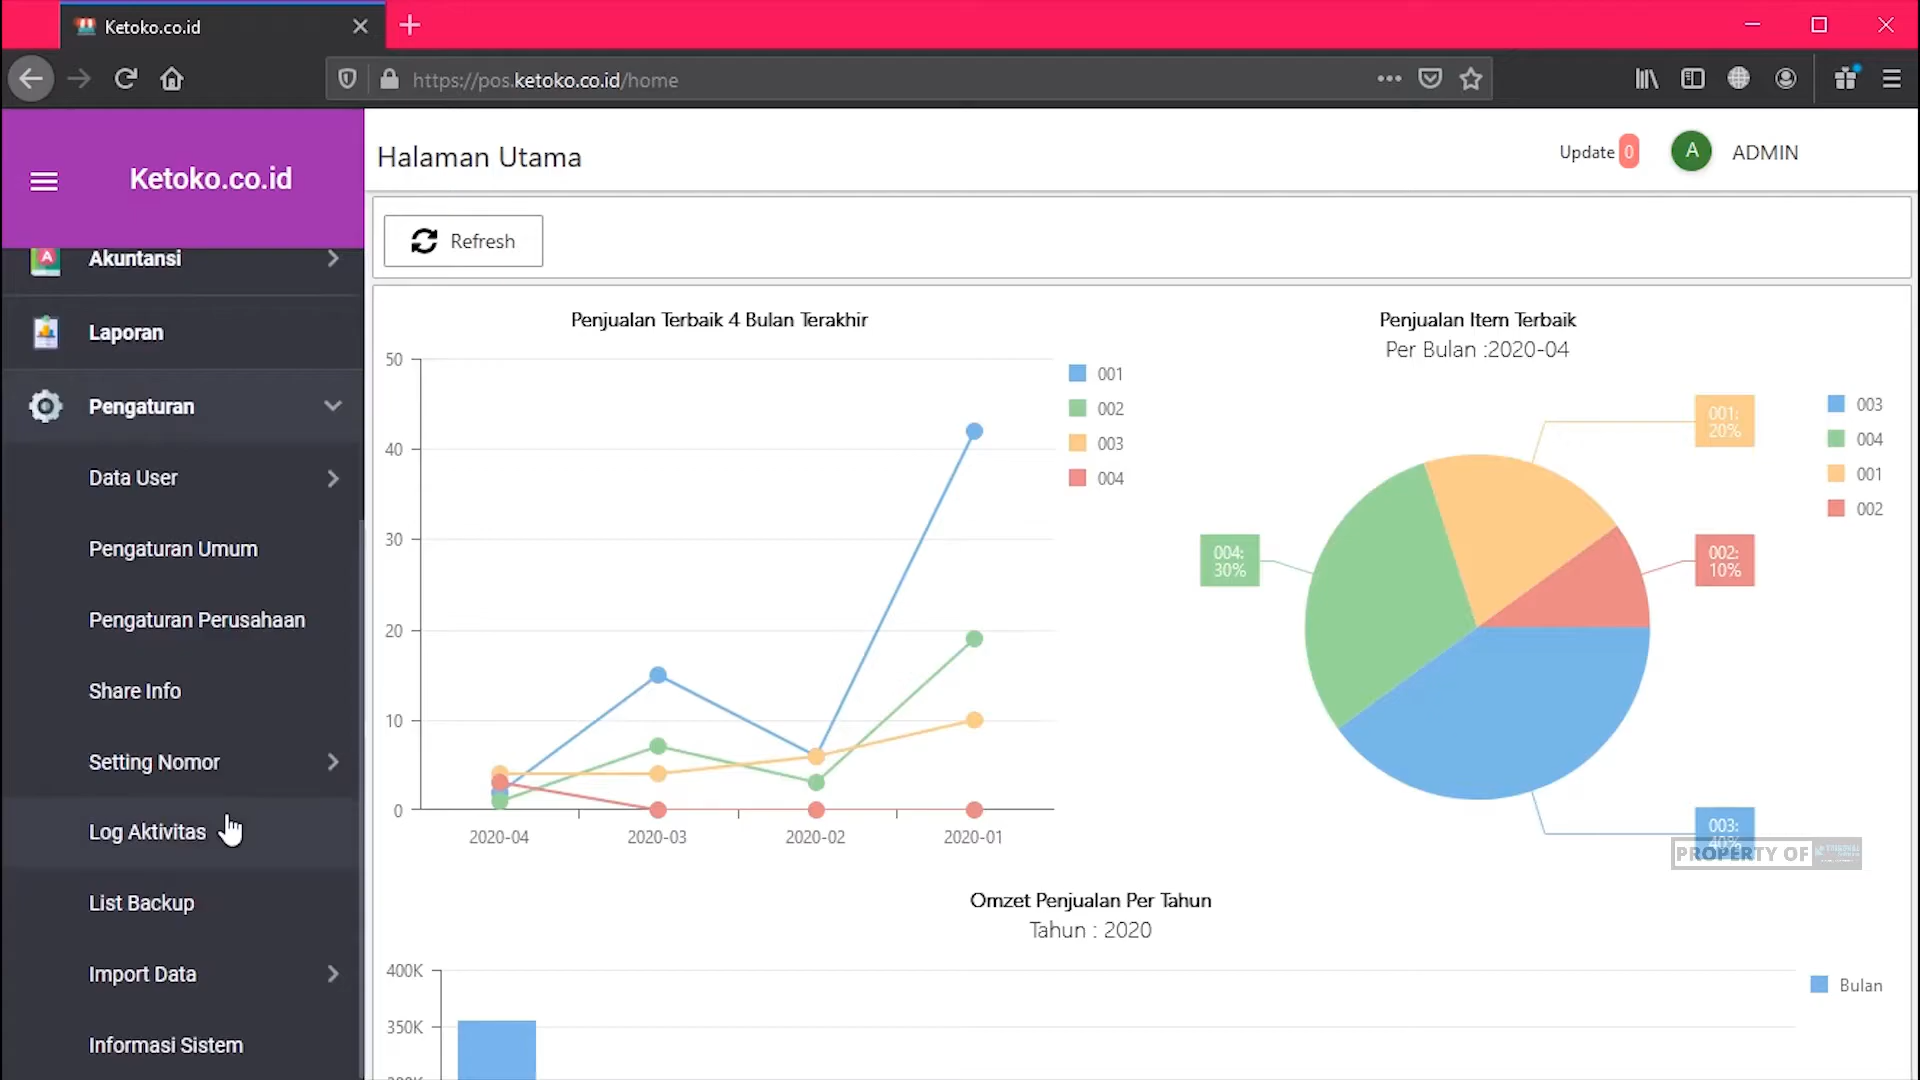 Ketoko.co.id
https://pos.ketoko.co.id/home
Ketoko.co.id
Akuntansi
Laporan
Pengaturan
Data User
Pengaturan Umum
Pengaturan Perusahaan
Share Info
Setting Nomor
Log Aktivitas
List Backup
Import Data
Informasi Sistem
Halaman Utama
Update 0
A
ADMIN
Refresh
Penjualan Terbaik 4 Bulan Terakhir
50
40
30
20
10
0
2020-04
2020-03
2020-02
2020-01
001
002
003
004
Penjualan Item Terbaik
Per Bulan :2020-04
001:
20%
004:
30%
002:
10%
003:
40%
003
004
001
002
PROPERTY OF
Omzet Penjualan Per Tahun
Tahun : 2020
400K
350K
300K
Bulan